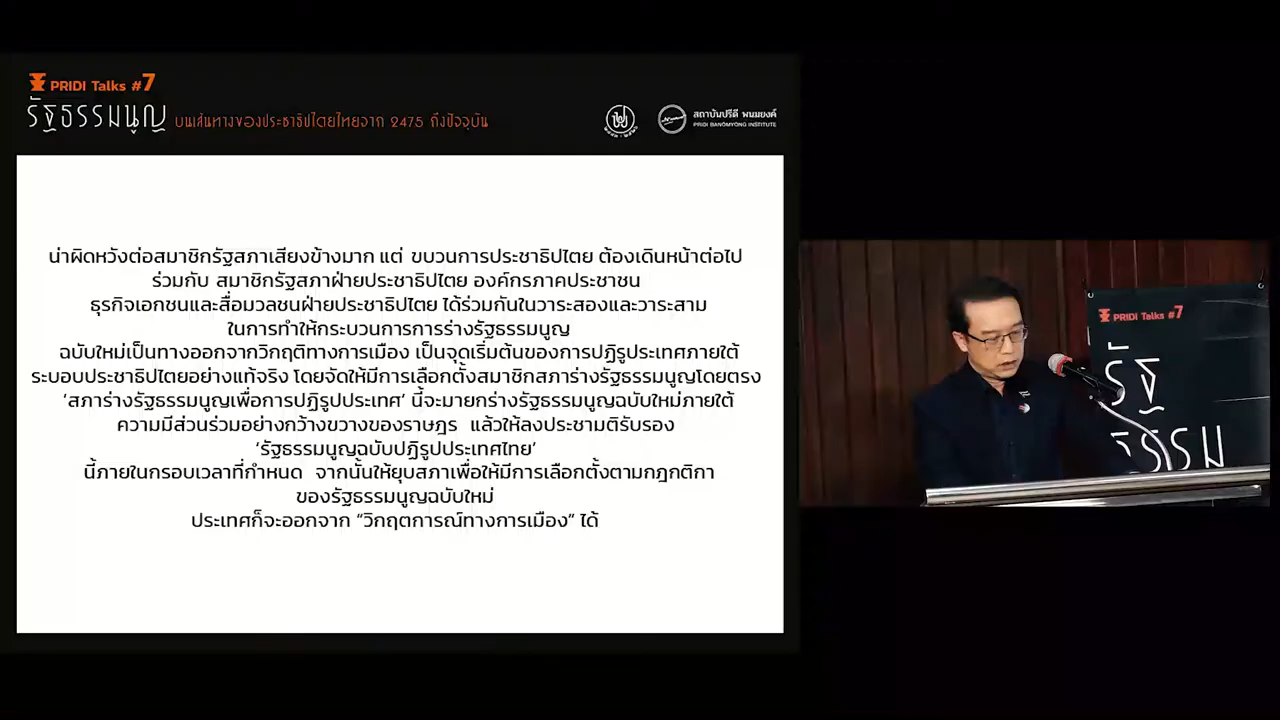 PRIDI Talks #7
รัฐธรรมนูญ บนเส้นทางของประชาธิปไตยไทยจาก 2475 ถึงปัจจุบัน
สถาบันปรีดี พนมยงค์
PRIDI BANOMYONG INSTITUTE
น่าผิดหวังต่อสมาชิกรัฐสภาเสียงข้างมาก แต่ ขบวนการประชาธิปไตย ต้องเดินหน้าต่อไป
ร่วมกับ สมาชิกรัฐสภาฝ่ายประชาธิปไตย องค์กรภาคประชาชน
ธุรกิจเอกชนและสื่อมวลชนฝ่ายประชาธิปไตย ได้ร่วมกันในวาระสองและวาระสาม
ในการทำให้กระบวนการการร่างรัฐธรรมนูญ
ฉบับใหม่เป็นทางออกจากวิกฤติทางการเมือง เป็นจุดเริ่มต้นของการปฏิรูประเทศภายใต้
ระบอบประชาธิปไตยอย่างแท้จริง โดยจัดให้มีการเลือกตั้งสมาชิกสภาร่างรัฐธรรมนูญโดยตรง
‘สภาร่างรัฐธรรมนูญเพื่อการปฏิรูปประเทศ’ นี้จะมายกร่างรัฐธรรมนูญฉบับใหม่ภายใต้
ความมีส่วนร่วมอย่างกว้างขวางของราษฎร แล้วให้ลงประชามติรับรอง
‘รัฐธรรมนูญฉบับปฏิรูปประเทศไทย’
นี้ภายในกรอบเวลาที่กำหนด จากนั้นให้ยุบสภาเพื่อให้มีการเลือกตั้งตามกฎกติกา
ของรัฐธรรมนูญฉบับใหม่
ประเทศก็จะออกจาก “วิกฤตการณ์ทางการเมือง” ได้
PRIDI Talks #7
รัฐ
ธรรม